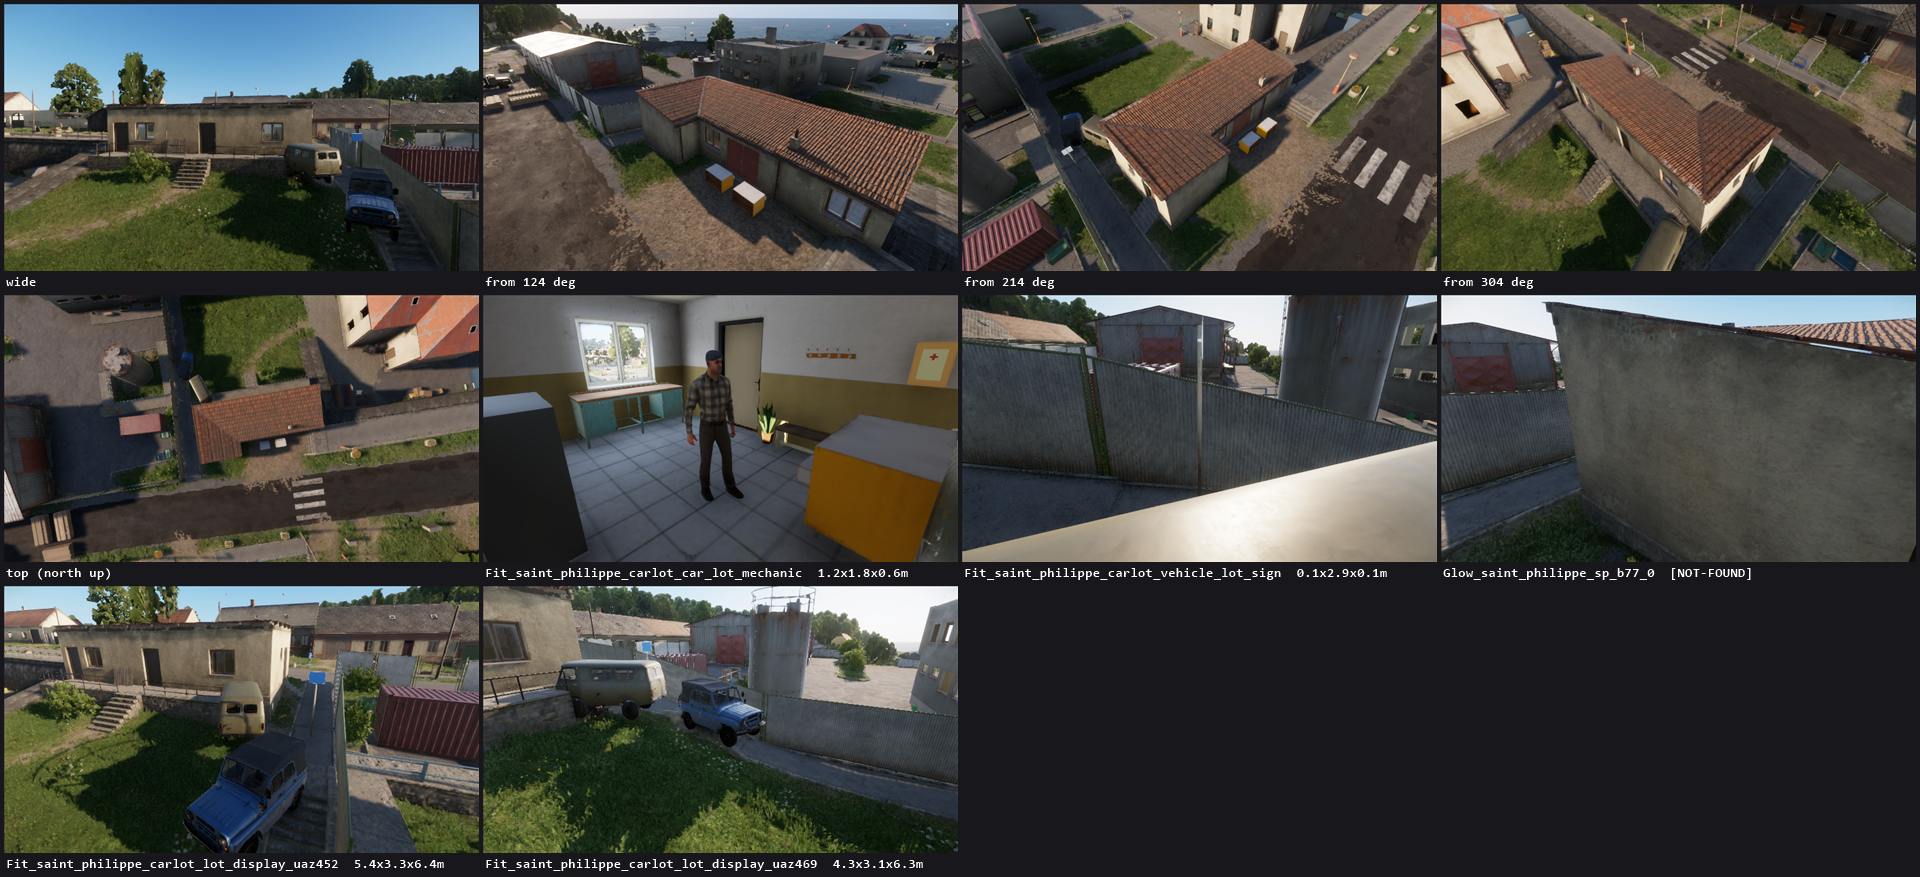 wide
from 124 deg
from 214 deg
from 304 deg
top (north up)
Fit_saint_philippe_carlot_car_lot_mechanic 1.2x1.8x0.6m
Fit_saint_philippe_carlot_vehicle_lot_sign 0.1x2.9x0.1m
Glow_saint_philippe_sp_b77_0 [NOT-FOUND]
Fit_saint_philippe_carlot_lot_display_uaz452 5.4x3.3x6.4m
Fit_saint_philippe_carlot_lot_display_uaz469 4.3x3.1x6.3m